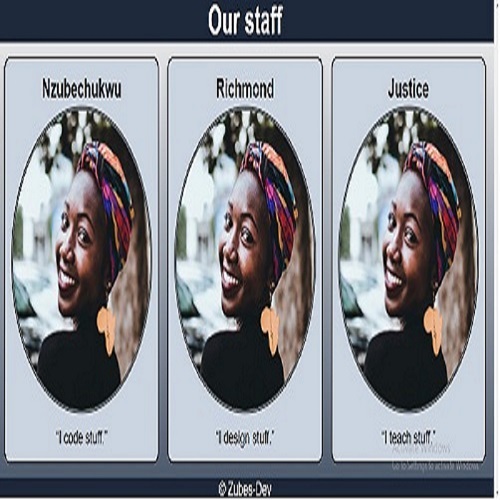 Our staff
Nzubechukwu
Richmond
Justice
"I code stuff."
"I design stuff."
"I teach stuff."
Activate Windows
Go to Settings to activate Windows.
© Zubes-Dev